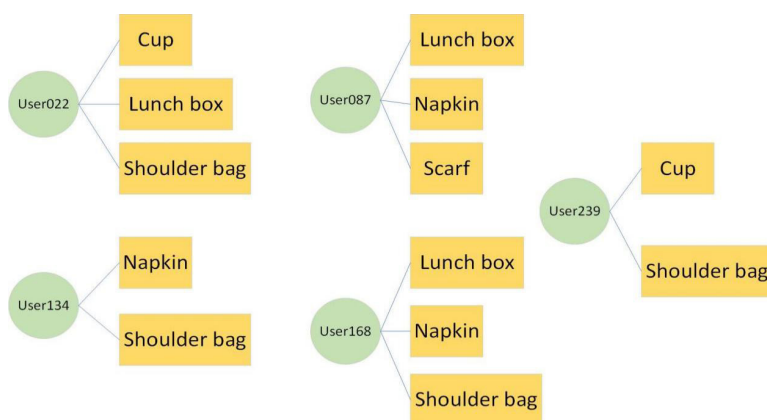 User022
Cup
Lunch box
Shoulder bag
User087
Lunch box
Napkin
Scarf
User239
Cup
Shoulder bag
User134
Napkin
Shoulder bag
User168
Lunch box
Napkin
Shoulder bag